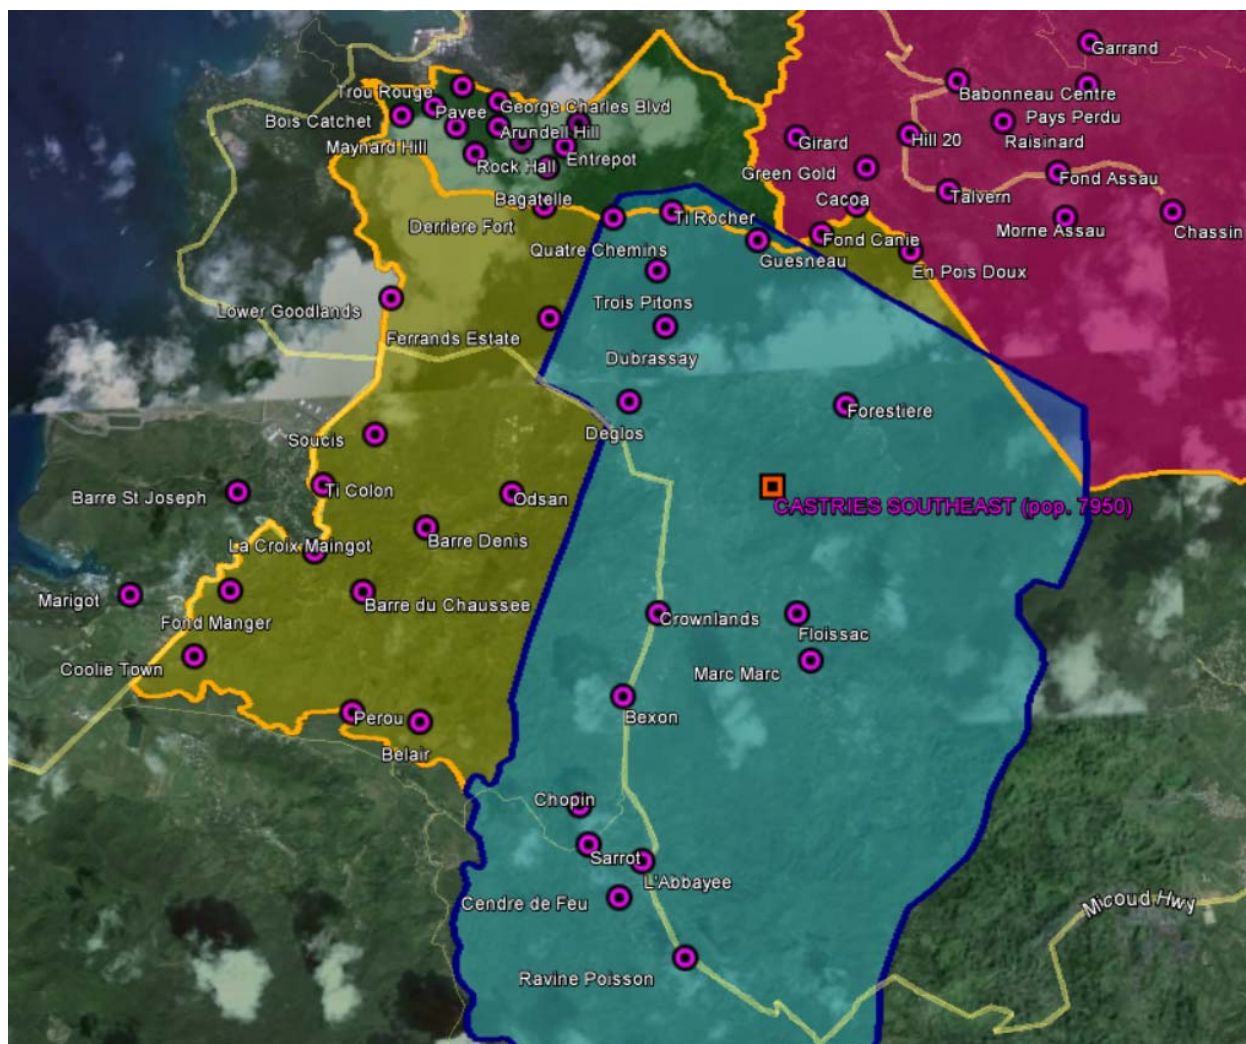 Garrand
Trou Rouge
Babonneau Centre
George Charles Blvd
Pavee
Pays Perdu
Bois Catchet
Arundell Hill
Girard
Hill 20
Raisinard
Maynard Hill
Rock Hall
Entrepot
Green Gold
Fond Assau
Bagatelle
Cacoa
Talvern
Derriere Fort
Ti Rocher
Morne Assau
Chassin
Quatre Chemins
Fond Canie
Guesneau
En Pois Doux
Trois Pitons
Lower Goodlands
Ferrands Estate
Dubrassay
Forestiere
Soucis
Deglos
Ti Colon
Barre St Joseph
Odsan
CASTRIES SOUTHEAST (pop. 7950)
La Croix Maingot
Barre Denis
Marigot
Barre du Chaussee
Fond Manger
Crownlands
Floissac
Coolie Town
Marc Marc
Perou
Bexon
Belair
Chopin
Sarrot
L'Abbayee
Cendre de Feu
Micoud Hwy
Ravine Poisson